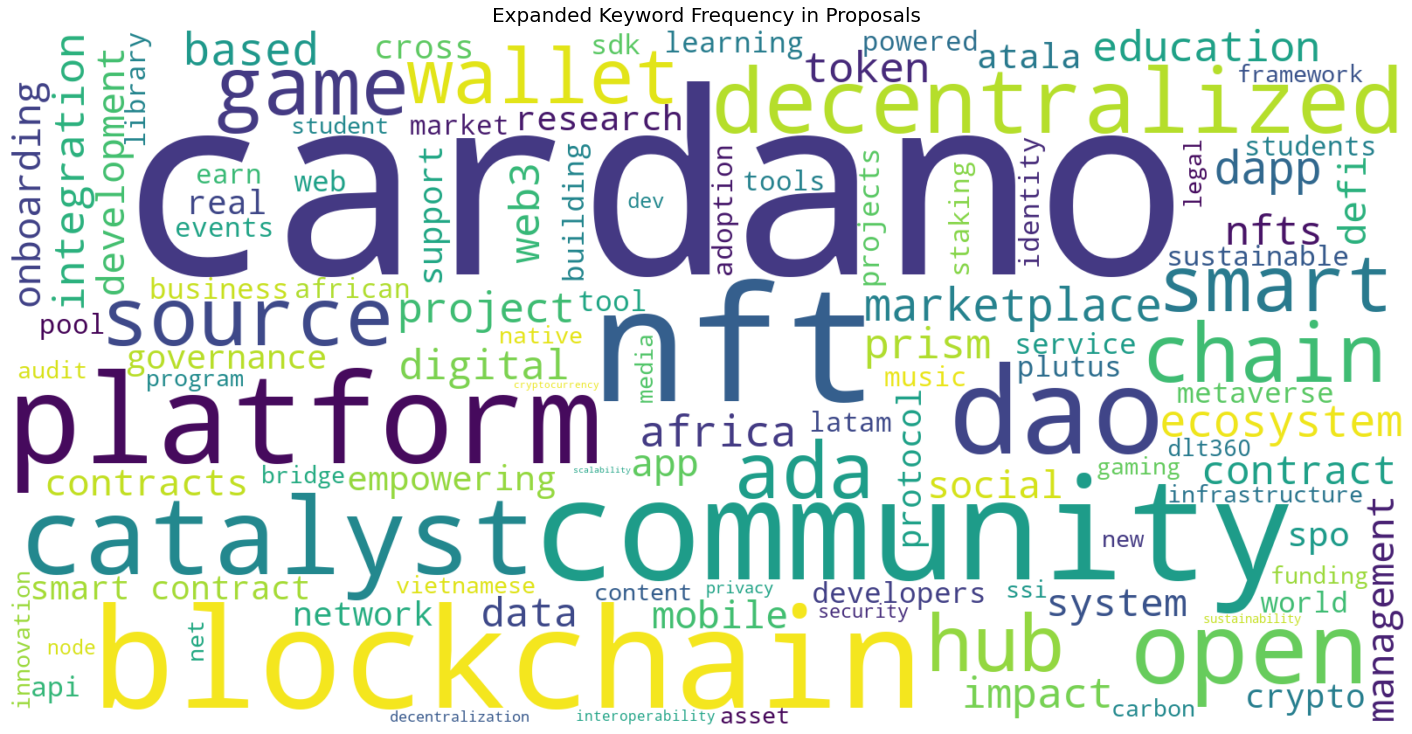 Expanded Keyword Frequency in Proposals
based
cross
sdk
learning
powered
atala
education
library
integration
development
onboarding
game
wallet
token
decentralized
framework
student
market
research
cardano
earn
web
real
events
support
web3
building
dev
adoption
tools
projects
staking
identity
legal
dapp
students
defi
nfts
sustainable
business
african
source
pool
project
tool
nft
marketplace
smart
native
governance
audit
program
digital
cryptocurrency
media
prism
music
service
plutus
chain
metaverse
platform
africa
latam
protocol
dao
ecosystem
dlt360
contracts
bridge
empowering
scalability
app
ada
social
gaming
contract
infrastructure
catalyst
community
new
spo
management
smart contract
vietnamese
content
privacy
developers
security
ssi
system
funding
world
sustainability
innovation
node
net
network
data
mobile
api
blockchain
hub
open
impact
carbon
crypto
decentralization
interoperability
asset